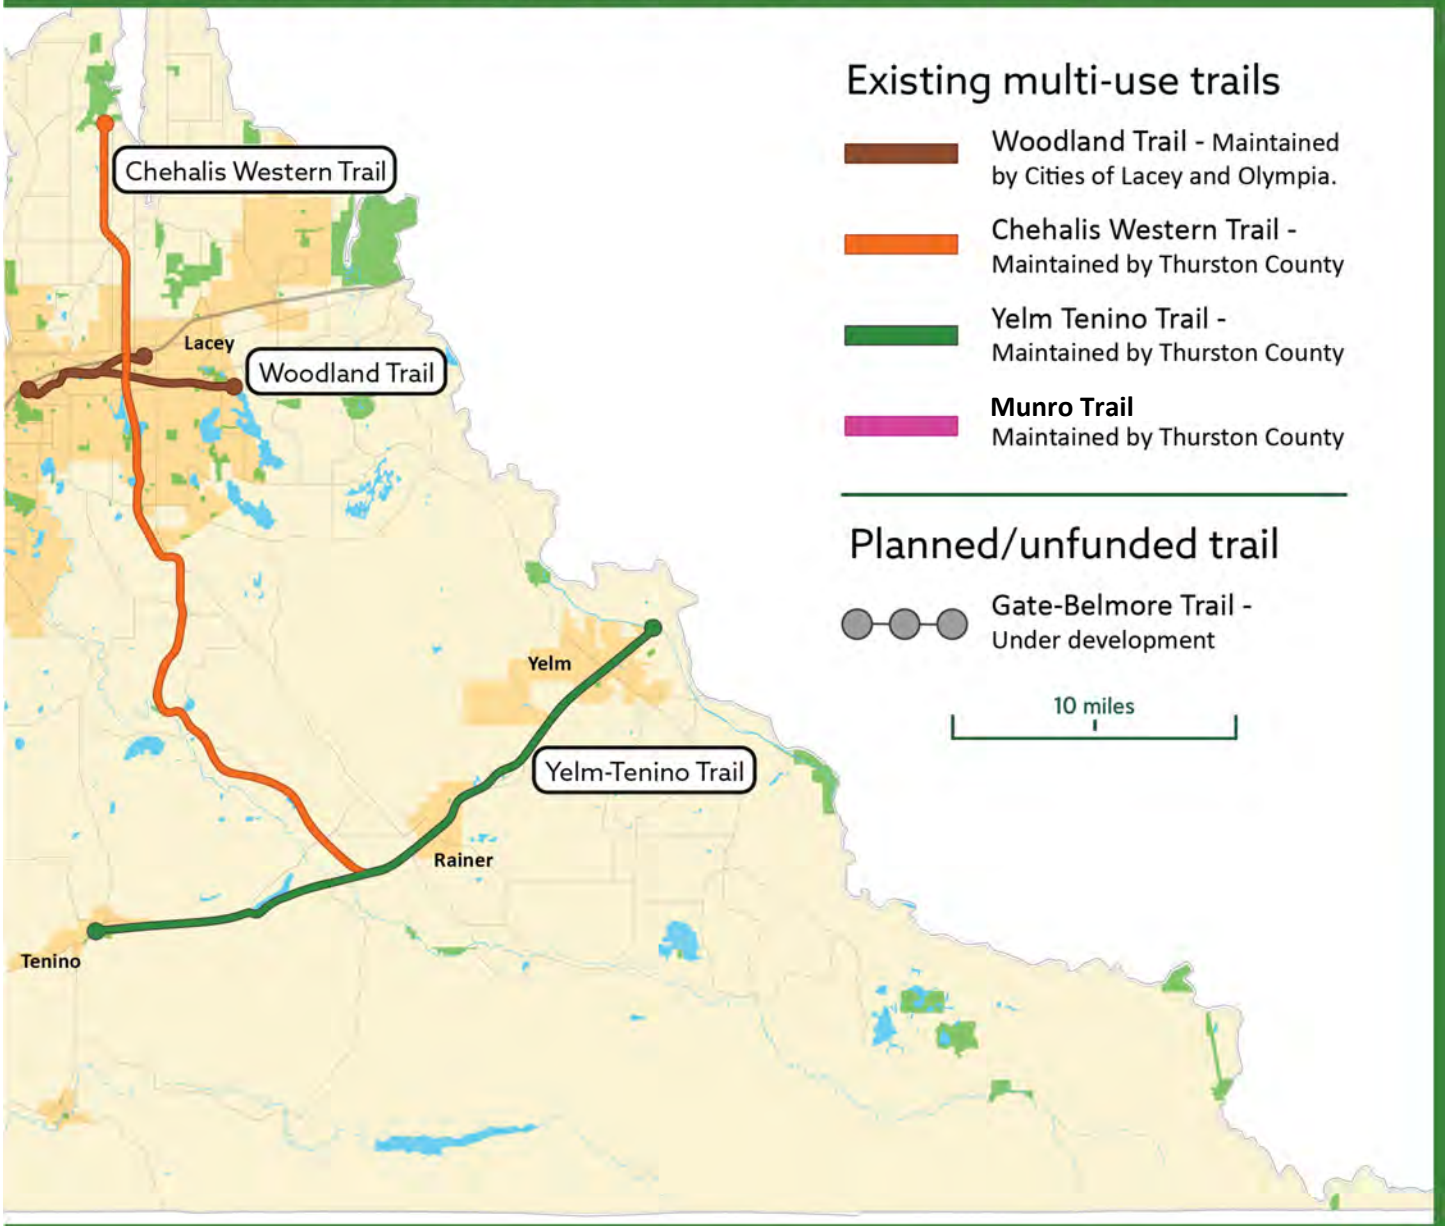 Existing multi-use trails
Woodland Trail - Maintained
by Cities of Lacey and Olympia.
Chehalis Western Trail -
Maintained by Thurston County
Yelm Tenino Trail -
Maintained by Thurston County
Munro Trail
Maintained by Thurston County
Planned/unfunded trail
Gate-Belmore Trail -
Under development
10 miles
Chehalis Western Trail
Lacey
Woodland Trail
Yelm
Yelm-Tenino Trail
Rainer
Tenino